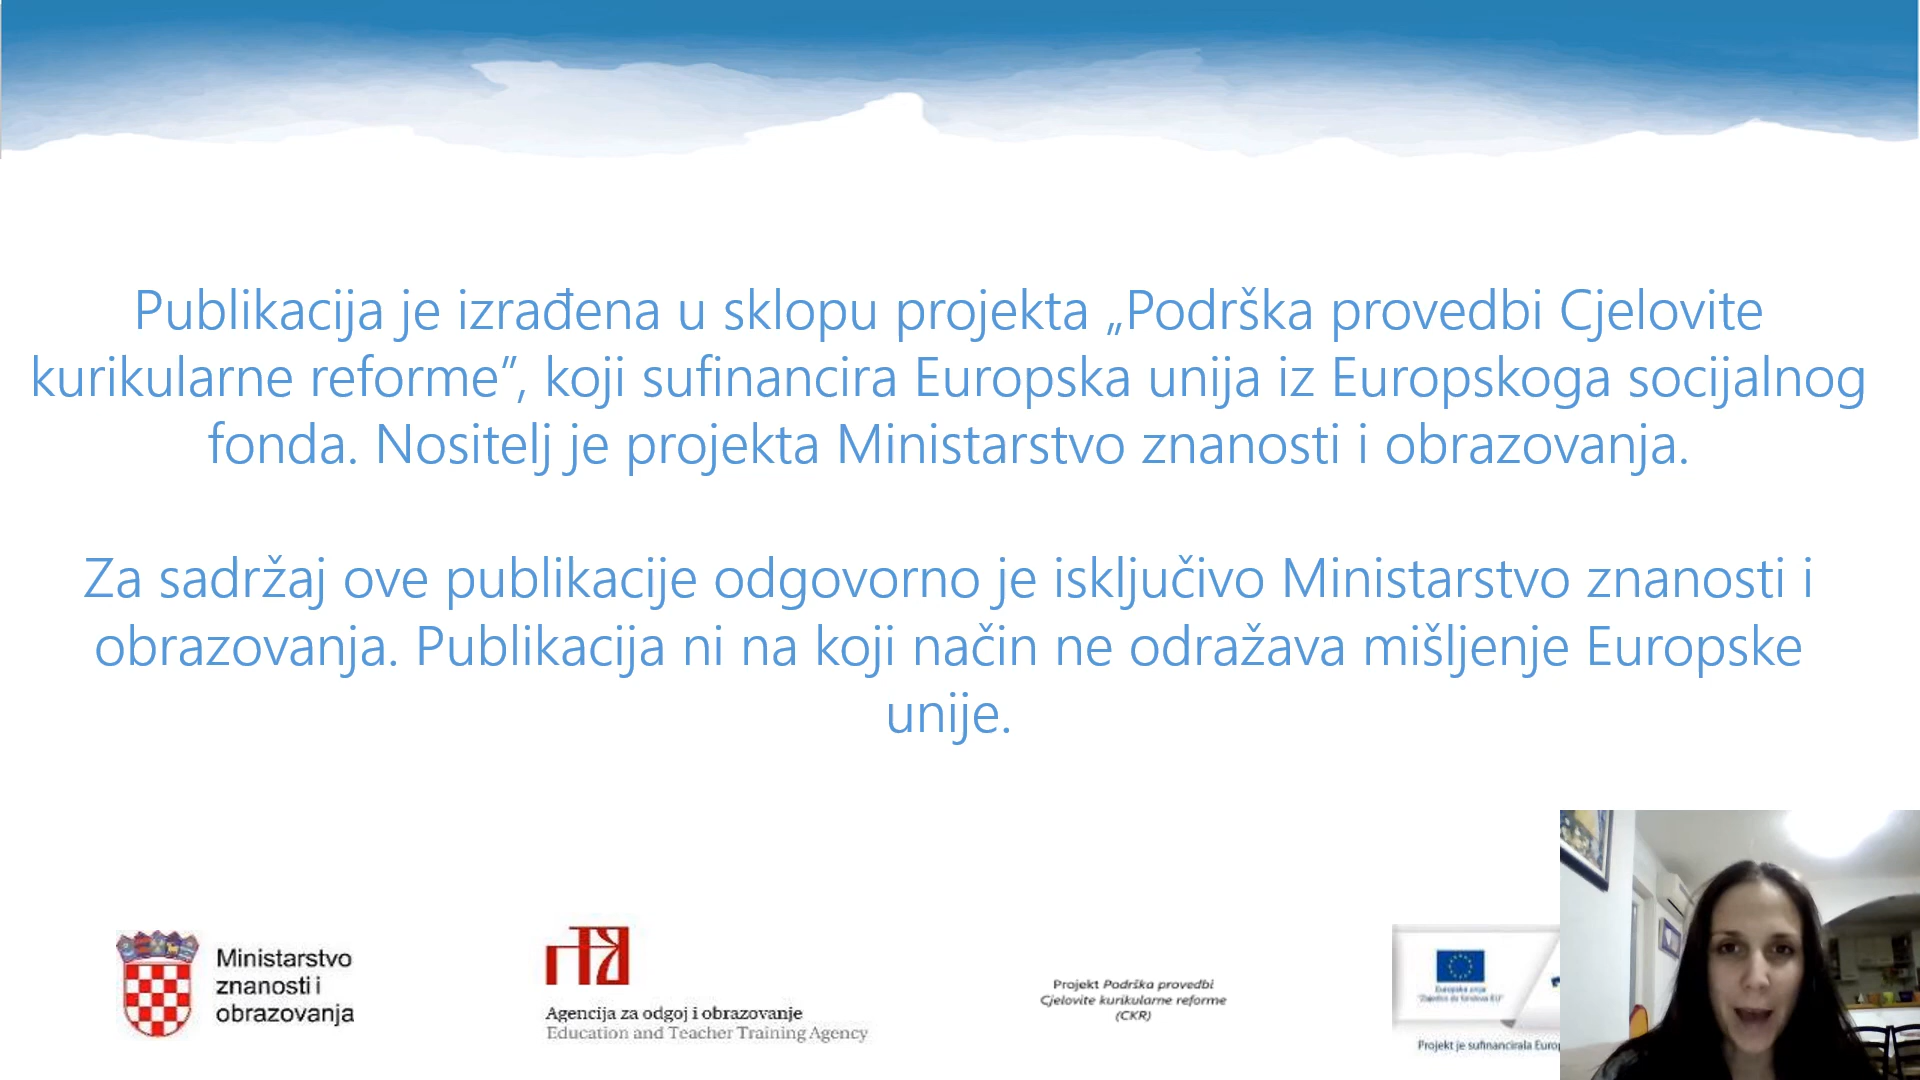 Publikacija je izrađena u sklopu projekta „Podrška provedbi Cjelovite
kurikularne reforme”, koji sufinancira Europska unija iz Europskoga socijalnog
fonda. Nositelj je projekta Ministarstvo znanosti i obrazovanja.
Za sadržaj ove publikacije odgovorno je isključivo Ministarstvo znanosti i
obrazovanja. Publikacija ni na koji način ne odražava mišljenje Europske
unije.
Ministarstvo
znanosti i
obrazovanja
Agencija za odgoj i obrazovanje
Education and Teacher Training Agency
Projekt Podrška provedbi
Cjelovite kurikularne reforme
(CKR)
Europska unija
Projekt je sufinancirala